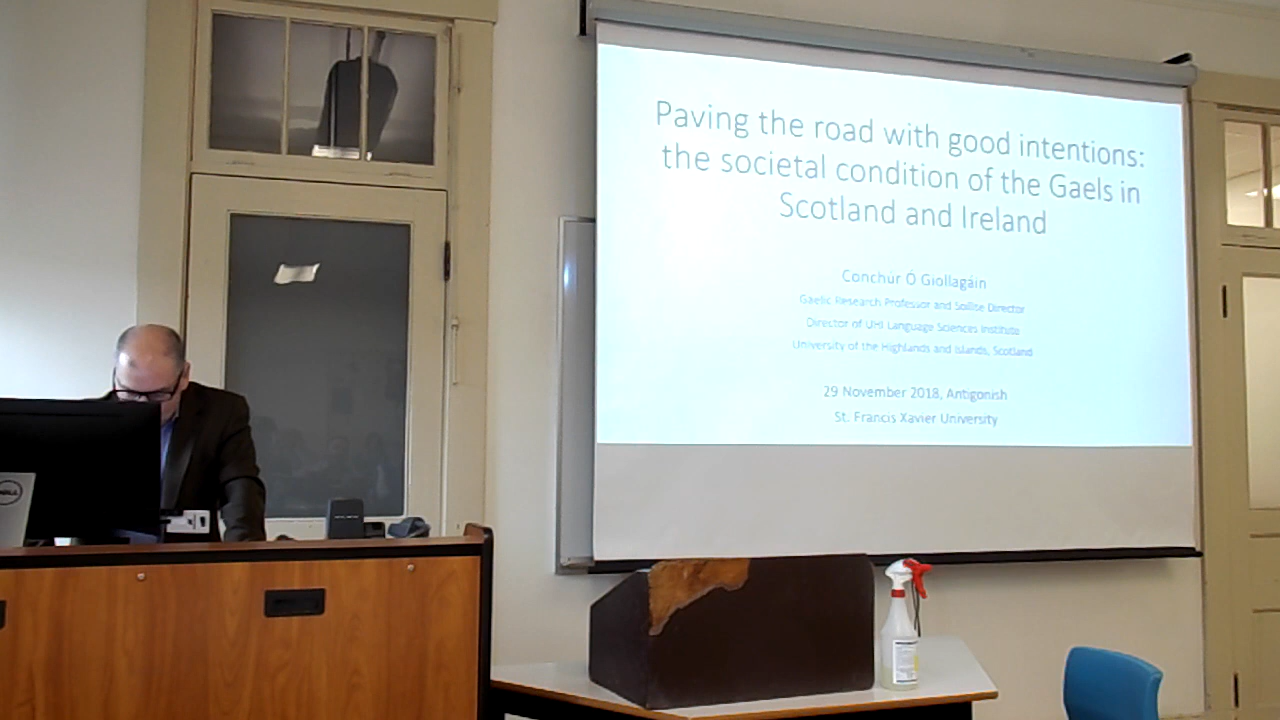 Paving the road with good intentions:
the societal condition of the Gaels in
Scotland and Ireland
Conchúr Ó Giollagáin
Gaelic Research Professor and Soillse Director
Director of UHI Language Sciences Institute
University of the Highlands and Islands, Scotland
29 November 2018, Antigonish
St. Francis Xavier University
DELL